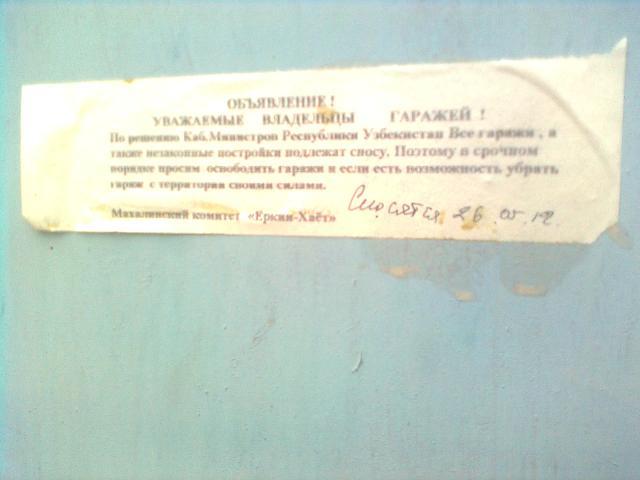 ОБЪЯВЛЕНИЕ !
УВАЖАЕМЫЕ ВЛАДЕЛЬЦЫ ГАРАЖЕЙ !
По решению Каб.Министров Республики Узбекистан Все гаражи , а
также незаконные постройки подлежат сносу. Поэтому в срочном
порядке просим освободить гаражи и если есть возможность убрать
гараж с территории своими силами.
Махалинский комитет «Еркин-Хаёт» Сносятся 26.05.12